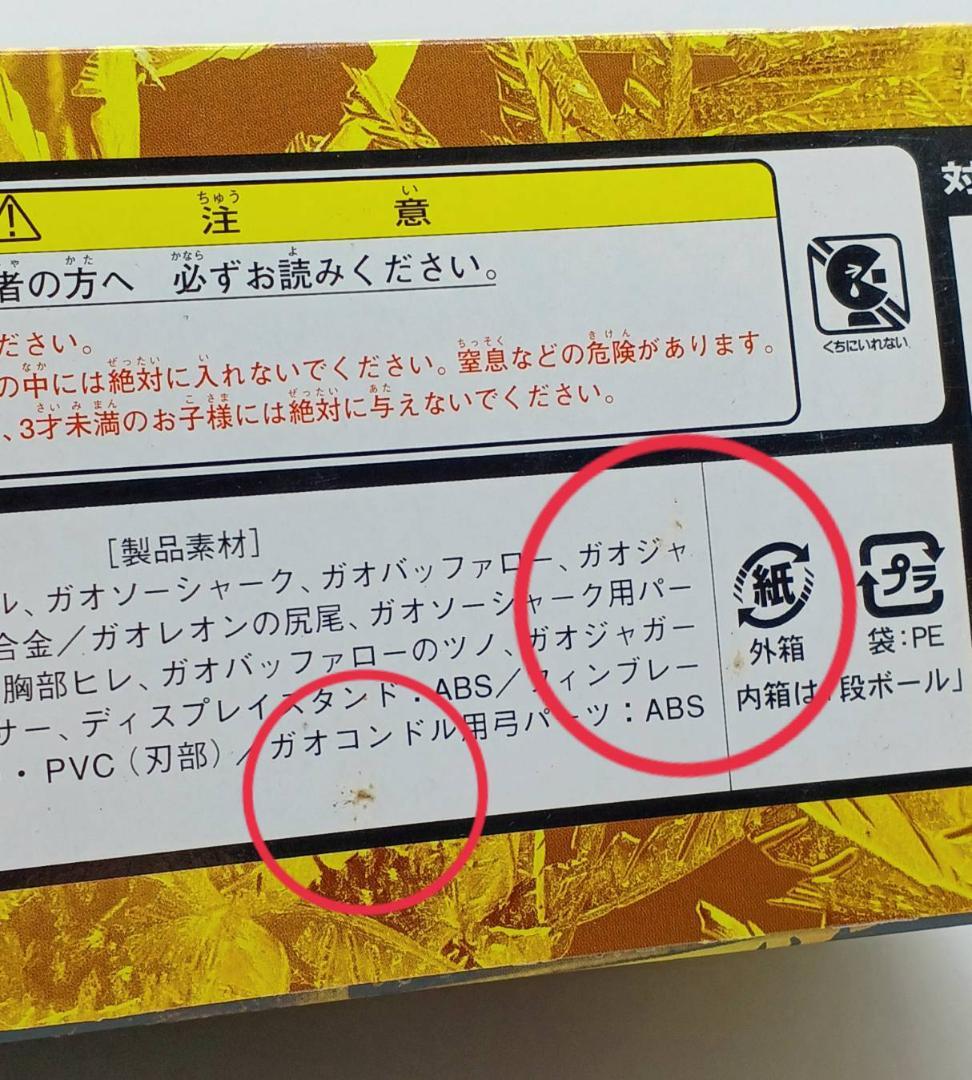 注意
者の方へ 必ずお読みください。
ださい。
の中には絶対に入れないでください。窒息などの危険があります。
、3才未満のお子様には絶対に与えないでください。
くちにいれない
対
[製品素材]
ル、ガオソーシャーク、ガオバッファロー、ガオジャ
合金/ガオレオンの尻尾、ガオソーシャーク用パー
胸部ヒレ、ガオバッファローのツノ、ガオジャガー
サー、ディスプレイスタンド・ABS/フィンブレー
・PVC(刃部)/ガオコンドル用弓パーツ:ABS
紙
外箱
プラ
袋:PE
内箱は「段ボール」